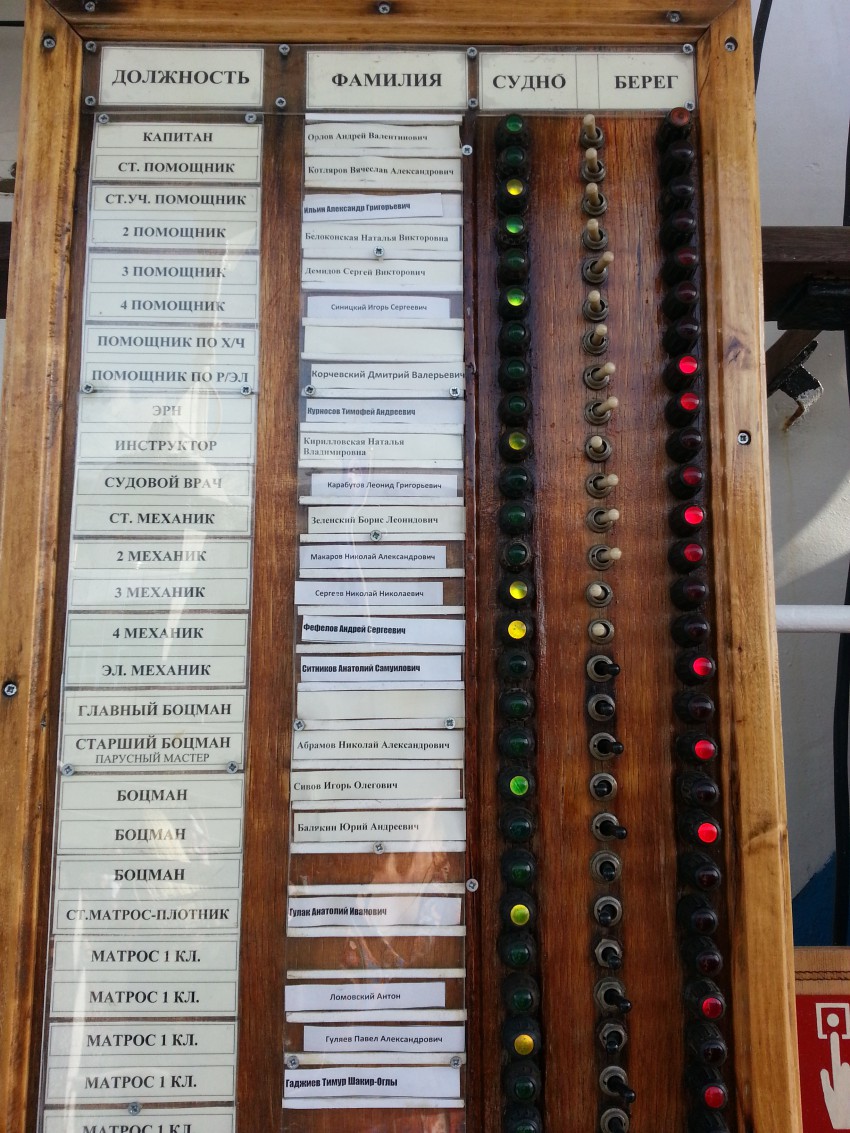 ДОЛЖНОСТЬ ФАМИЛИЯ СУДНО БЕРЕГ
КАПИТАН Орлов Андрей Валентинович
СТ. ПОМОЩНИК Котляров Вячеслав Александрович
СТ.УЧ. ПОМОЩНИК Ильин Александр Григорьевич
2 ПОМОЩНИК Белоконская Наталья Викторовна
3 ПОМОЩНИК Демидов Сергей Викторович
4 ПОМОЩНИК Синицкий Игорь Сергеевич
ПОМОЩНИК ПО Х/Ч
ПОМОЩНИК ПО Р/ЭЛ Корчевский Дмитрий Валерьевич
ЭРН Курносов Тимофей Андреевич
ИНСТРУКТОР Кирилловская Наталья
Владимировна
СУДОВОЙ ВРАЧ Карабутов Леонид Григорьевич
СТ. МЕХАНИК Зеленский Борис Леонидович
2 МЕХАНИК Макаров Николай Александрович
3 МЕХАНИК Сергеев Николай Николаевич
4 МЕХАНИК Фефелов Андрей Сергеевич
ЭЛ. МЕХАНИК Ситников Анатолий Самуилович
ГЛАВНЫЙ БОЦМАН
СТАРШИЙ БОЦМАН Абрамов Николай Александрович
ПАРУСНЫЙ МАСТЕР
БОЦМАН Сивов Игорь Олегович
БОЦМАН Балякин Юрий Андреевич
БОЦМАН
СТ.МАТРОС-ПЛОТНИК Гулак Анатолий Иванович
МАТРОС 1 КЛ.
МАТРОС 1 КЛ. Ломовский Антон
МАТРОС 1 КЛ. Гуляев Павел Александрович
МАТРОС 1 КЛ. Гаджиев Тимур Шакир-Оглы
МАТРОС 1 КЛ.